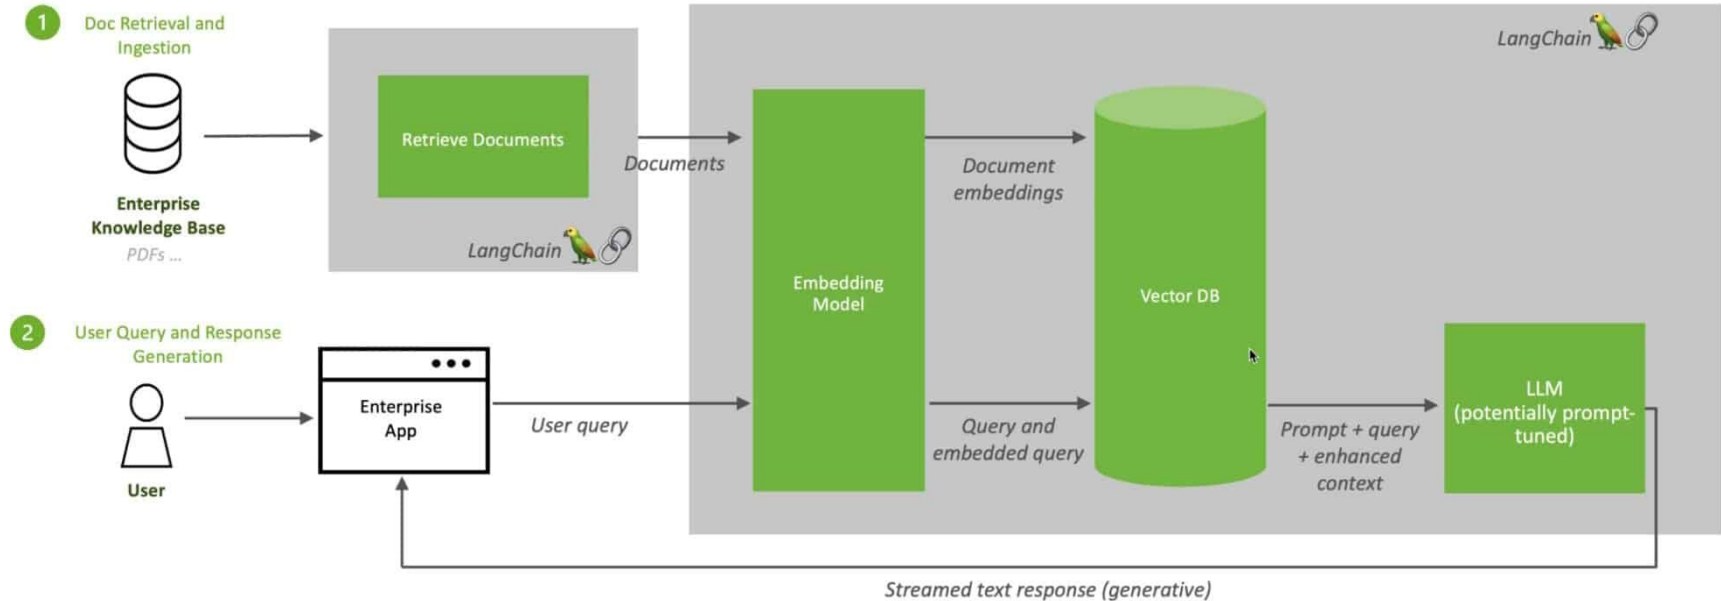 1
Doc Retrieval and
Ingestion
Enterprise
Knowledge Base
PDFs ...
Retrieve Documents
LangChain
Documents
LangChain
Embedding
Model
Document
embeddings
Vector DB
2
User Query and Response
Generation
User
Enterprise
App
User query
Query and
embedded query
Prompt + query
+ enhanced
context
LLM
(potentially prompt-
tuned)
Streamed text response (generative)